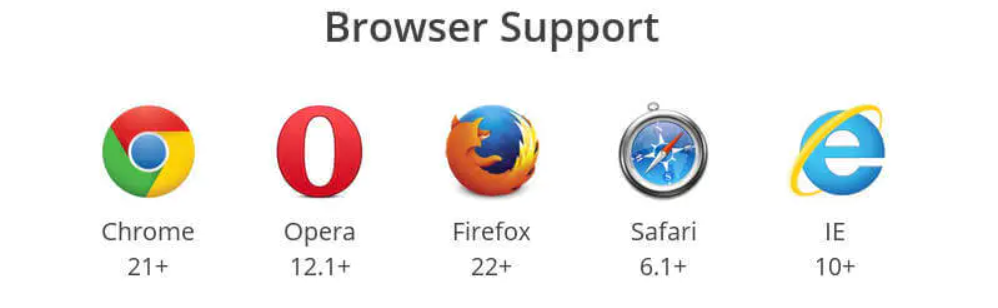 Browser Support
Chrome Opera Firefox Safari IE
21+ 12.1+ 22+ 6.1+ 10+